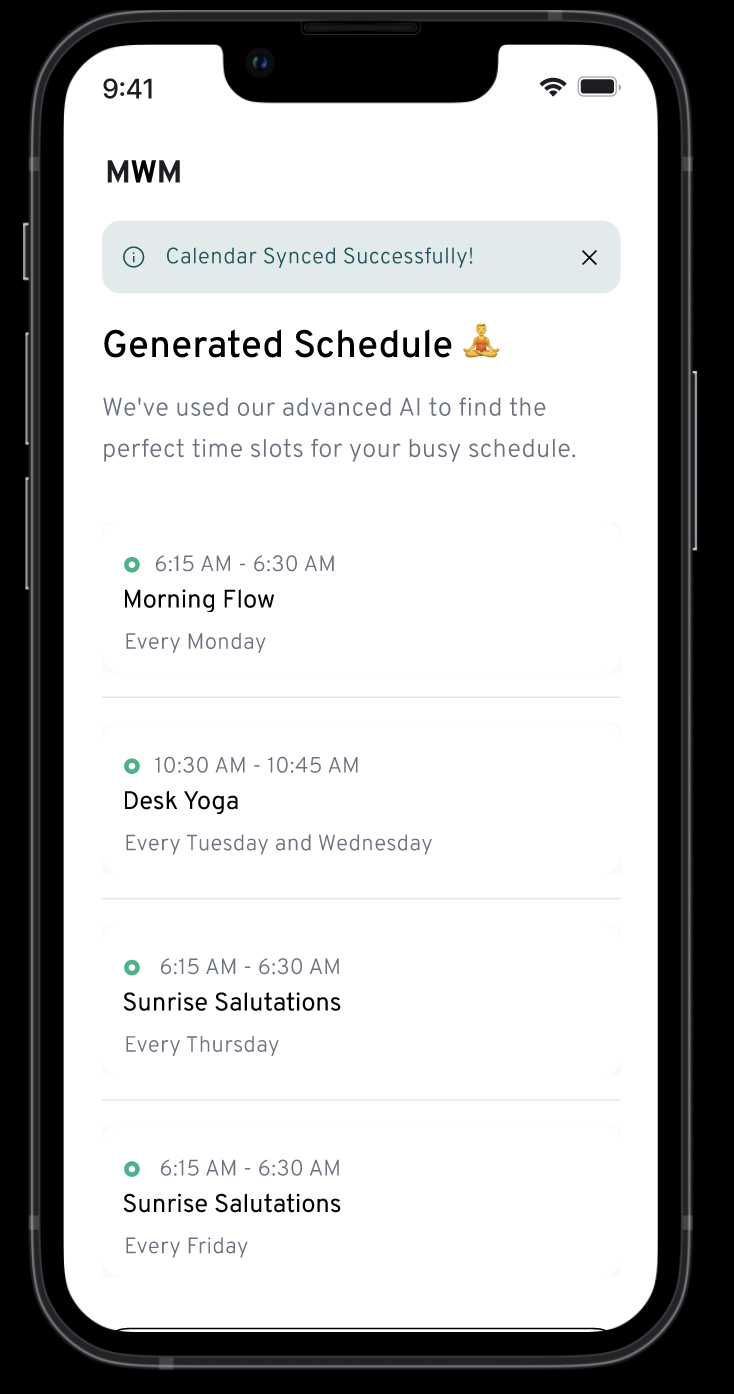 9:41
MWM
Calendar Synced Successfully!
Generated Schedule
We've used our advanced AI to find the
perfect time slots for your busy schedule.
6:15 AM - 6:30 AM
Morning Flow
Every Monday
10:30 AM - 10:45 AM
Desk Yoga
Every Tuesday and Wednesday
6:15 AM - 6:30 AM
Sunrise Salutations
Every Thursday
6:15 AM - 6:30 AM
Sunrise Salutations
Every Friday